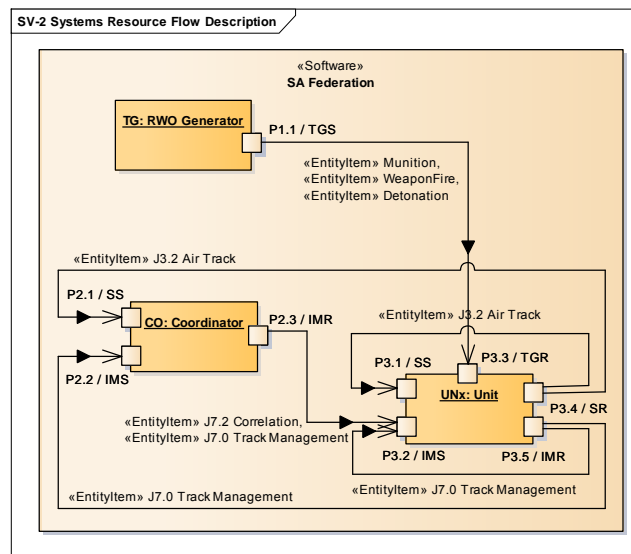 SV-2 Systems Resource Flow Description
«Software»
SA Federation
TG: RWO Generator
P1.1 / TGS
«EntityItem» Munition,
«EntityItem» WeaponFire,
«EntityItem» Detonation
«EntityItem» J3.2 Air Track
P2.1 / SS
CO: Coordinator
P2.3 / IMR
P2.2 / IMS
«EntityItem» J3.2 Air Track
P3.1 / SS
P3.3 / TGR
UNx: Unit
P3.4 / SR
«EntityItem» J7.2 Correlation,
«EntityItem» J7.0 Track Management
P3.2 / IMS
P3.5 / IMR
«EntityItem» J7.0 Track Management
«EntityItem» J7.0 Track Management